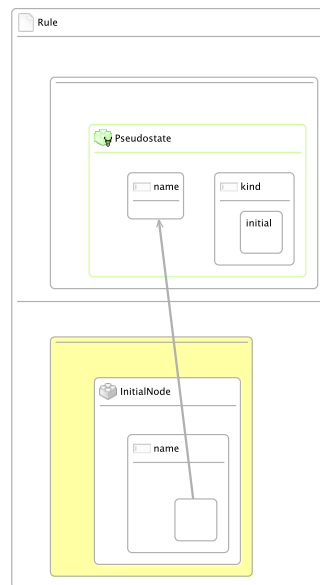 Rule
Pseudostate
name
kind
initial
InitialNode
name